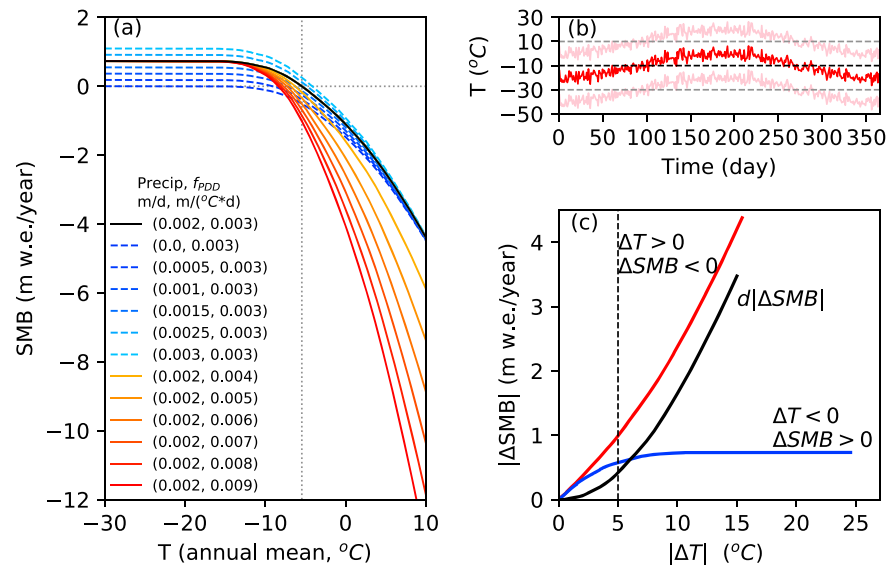 (a)
2
0
−2
−4
−6
−8
−10
−12
SMB (m w.e./year)
Precip, f_PDD
m/d, m/(°C*d)
(0.002, 0.003)
(0.0, 0.003)
(0.0005, 0.003)
(0.001, 0.003)
(0.0015, 0.003)
(0.0025, 0.003)
(0.003, 0.003)
(0.002, 0.004)
(0.002, 0.005)
(0.002, 0.006)
(0.002, 0.007)
(0.002, 0.008)
(0.002, 0.009)
−30 −20 −10 0 10
T (annual mean, °C)
(b)
30
10
−10
−30
−50
T (°C)
0 50 100 150 200 250 300 350
Time (day)
(c)
4
3
2
1
0
|ΔSMB| (m w.e./year)
ΔT > 0
ΔSMB < 0
d|ΔSMB|
ΔT < 0
ΔSMB > 0
0 5 10 15 20 25
|ΔT| (°C)